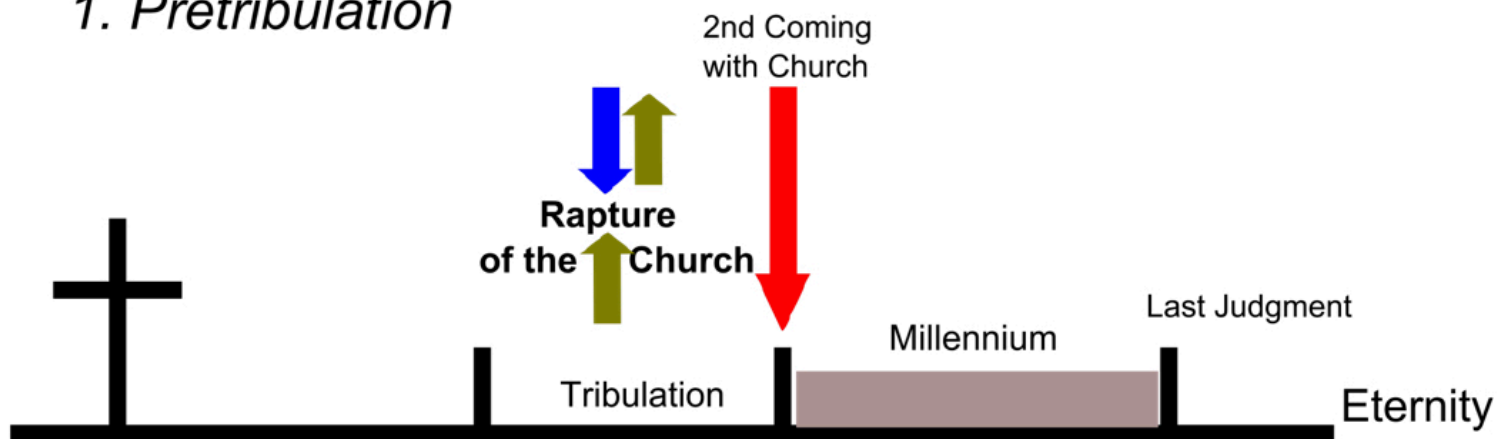 1. Pretribulation
2nd Coming
with Church
Rapture
of the Church
Last Judgment
Millennium
Tribulation
Eternity